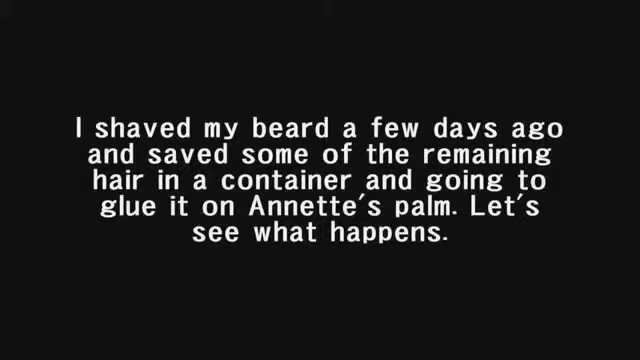 I shaved my beard a few days ago
and saved some of the remaining
hair in a container and going to
glue it on Annette's palm. Let's
see what happens.